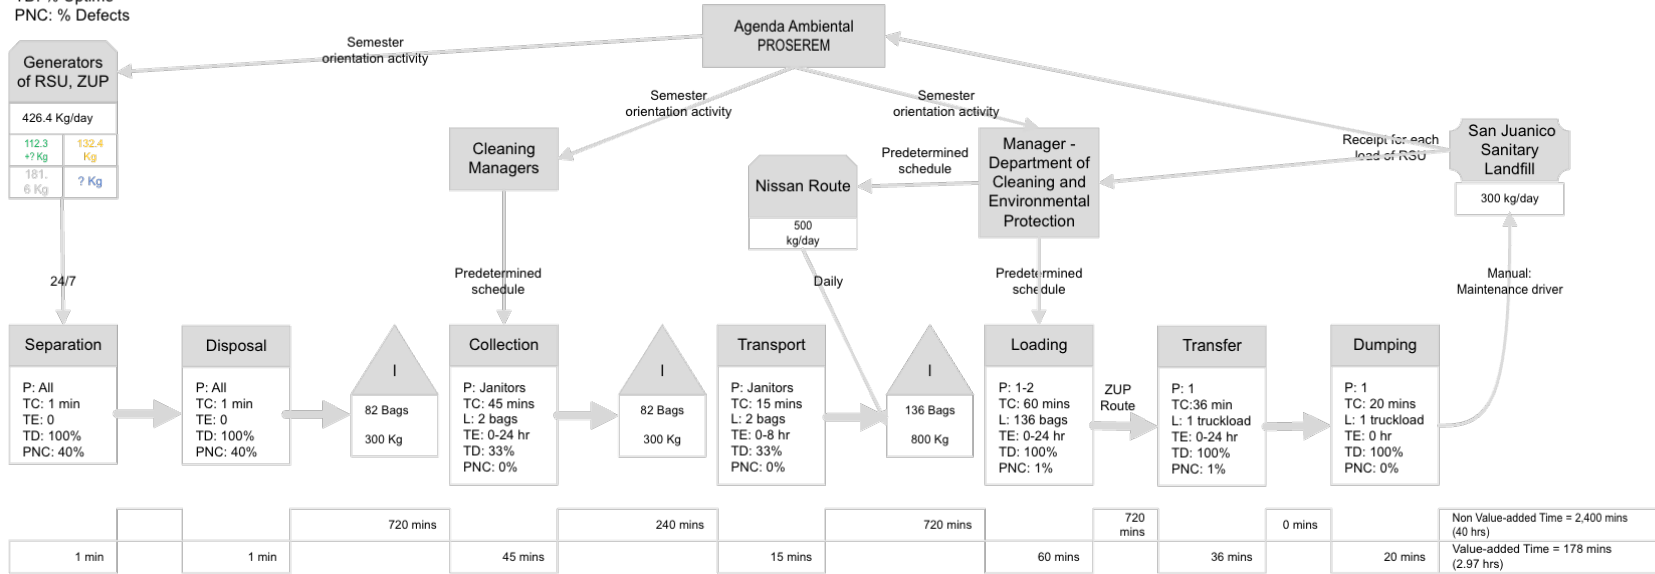 PNC: % Defects
Agenda Ambiental
PROSEREM
Semester
orientation activity
Generators
of RSU, ZUP
426.4 Kg/day
112.3
+? Kg
132.4
Kg
181.
6 Kg
? Kg
Semester
orientation activity
Semester
orientation activity
Cleaning
Managers
Predetermined
schedule
Nissan Route
500
kg/day
Manager -
Department of
Cleaning and
Environmental
Protection
Receipt for each
load of RSU
San Juanico
Sanitary
Landfill
300 kg/day
24/7
Predetermined
schedule
Daily
Predetermined
schedule
Manual:
Maintenance driver
Separation
P: All
TC: 1 min
TE: 0
TD: 100%
PNC: 40%
Disposal
P: All
TC: 1 min
TE: 0
TD: 100%
PNC: 40%
I
82 Bags
300 Kg
Collection
P: Janitors
TC: 45 mins
L: 2 bags
TE: 0-24 hr
TD: 33%
PNC: 0%
I
82 Bags
300 Kg
Transport
P: Janitors
TC: 15 mins
L: 2 bags
TE: 0-8 hr
TD: 33%
PNC: 0%
I
136 Bags
800 Kg
Loading
P: 1-2
TC: 60 mins
L: 136 bags
TE: 0-24 hr
TD: 100%
PNC: 1%
ZUP
Route
Transfer
P: 1
TC:36 min
L: 1 truckload
TE: 0-24 hr
TD: 100%
PNC: 1%
Dumping
P: 1
TC: 20 mins
L: 1 truckload
TE: 0 hr
TD: 100%
PNC: 0%
720 mins
240 mins
720 mins
720
mins
0 mins
Non Value-added Time = 2,400 mins
(40 hrs)
1 min
1 min
45 mins
15 mins
60 mins
36 mins
20 mins
Value-added Time = 178 mins
(2.97 hrs)